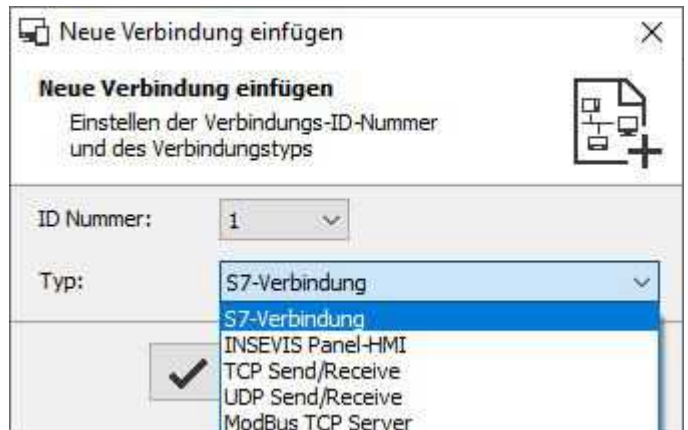 Neue Verbindung einfügen
Neue Verbindung einfügen
Einstellen der Verbindungs-ID-Nummer
und des Verbindungstyps
ID Nummer: 1
Typ: S7-Verbindung
S7-Verbindung
INSEVIS Panel-HMI
TCP Send/Receive
UDP Send/Receive
ModBus TCP Server